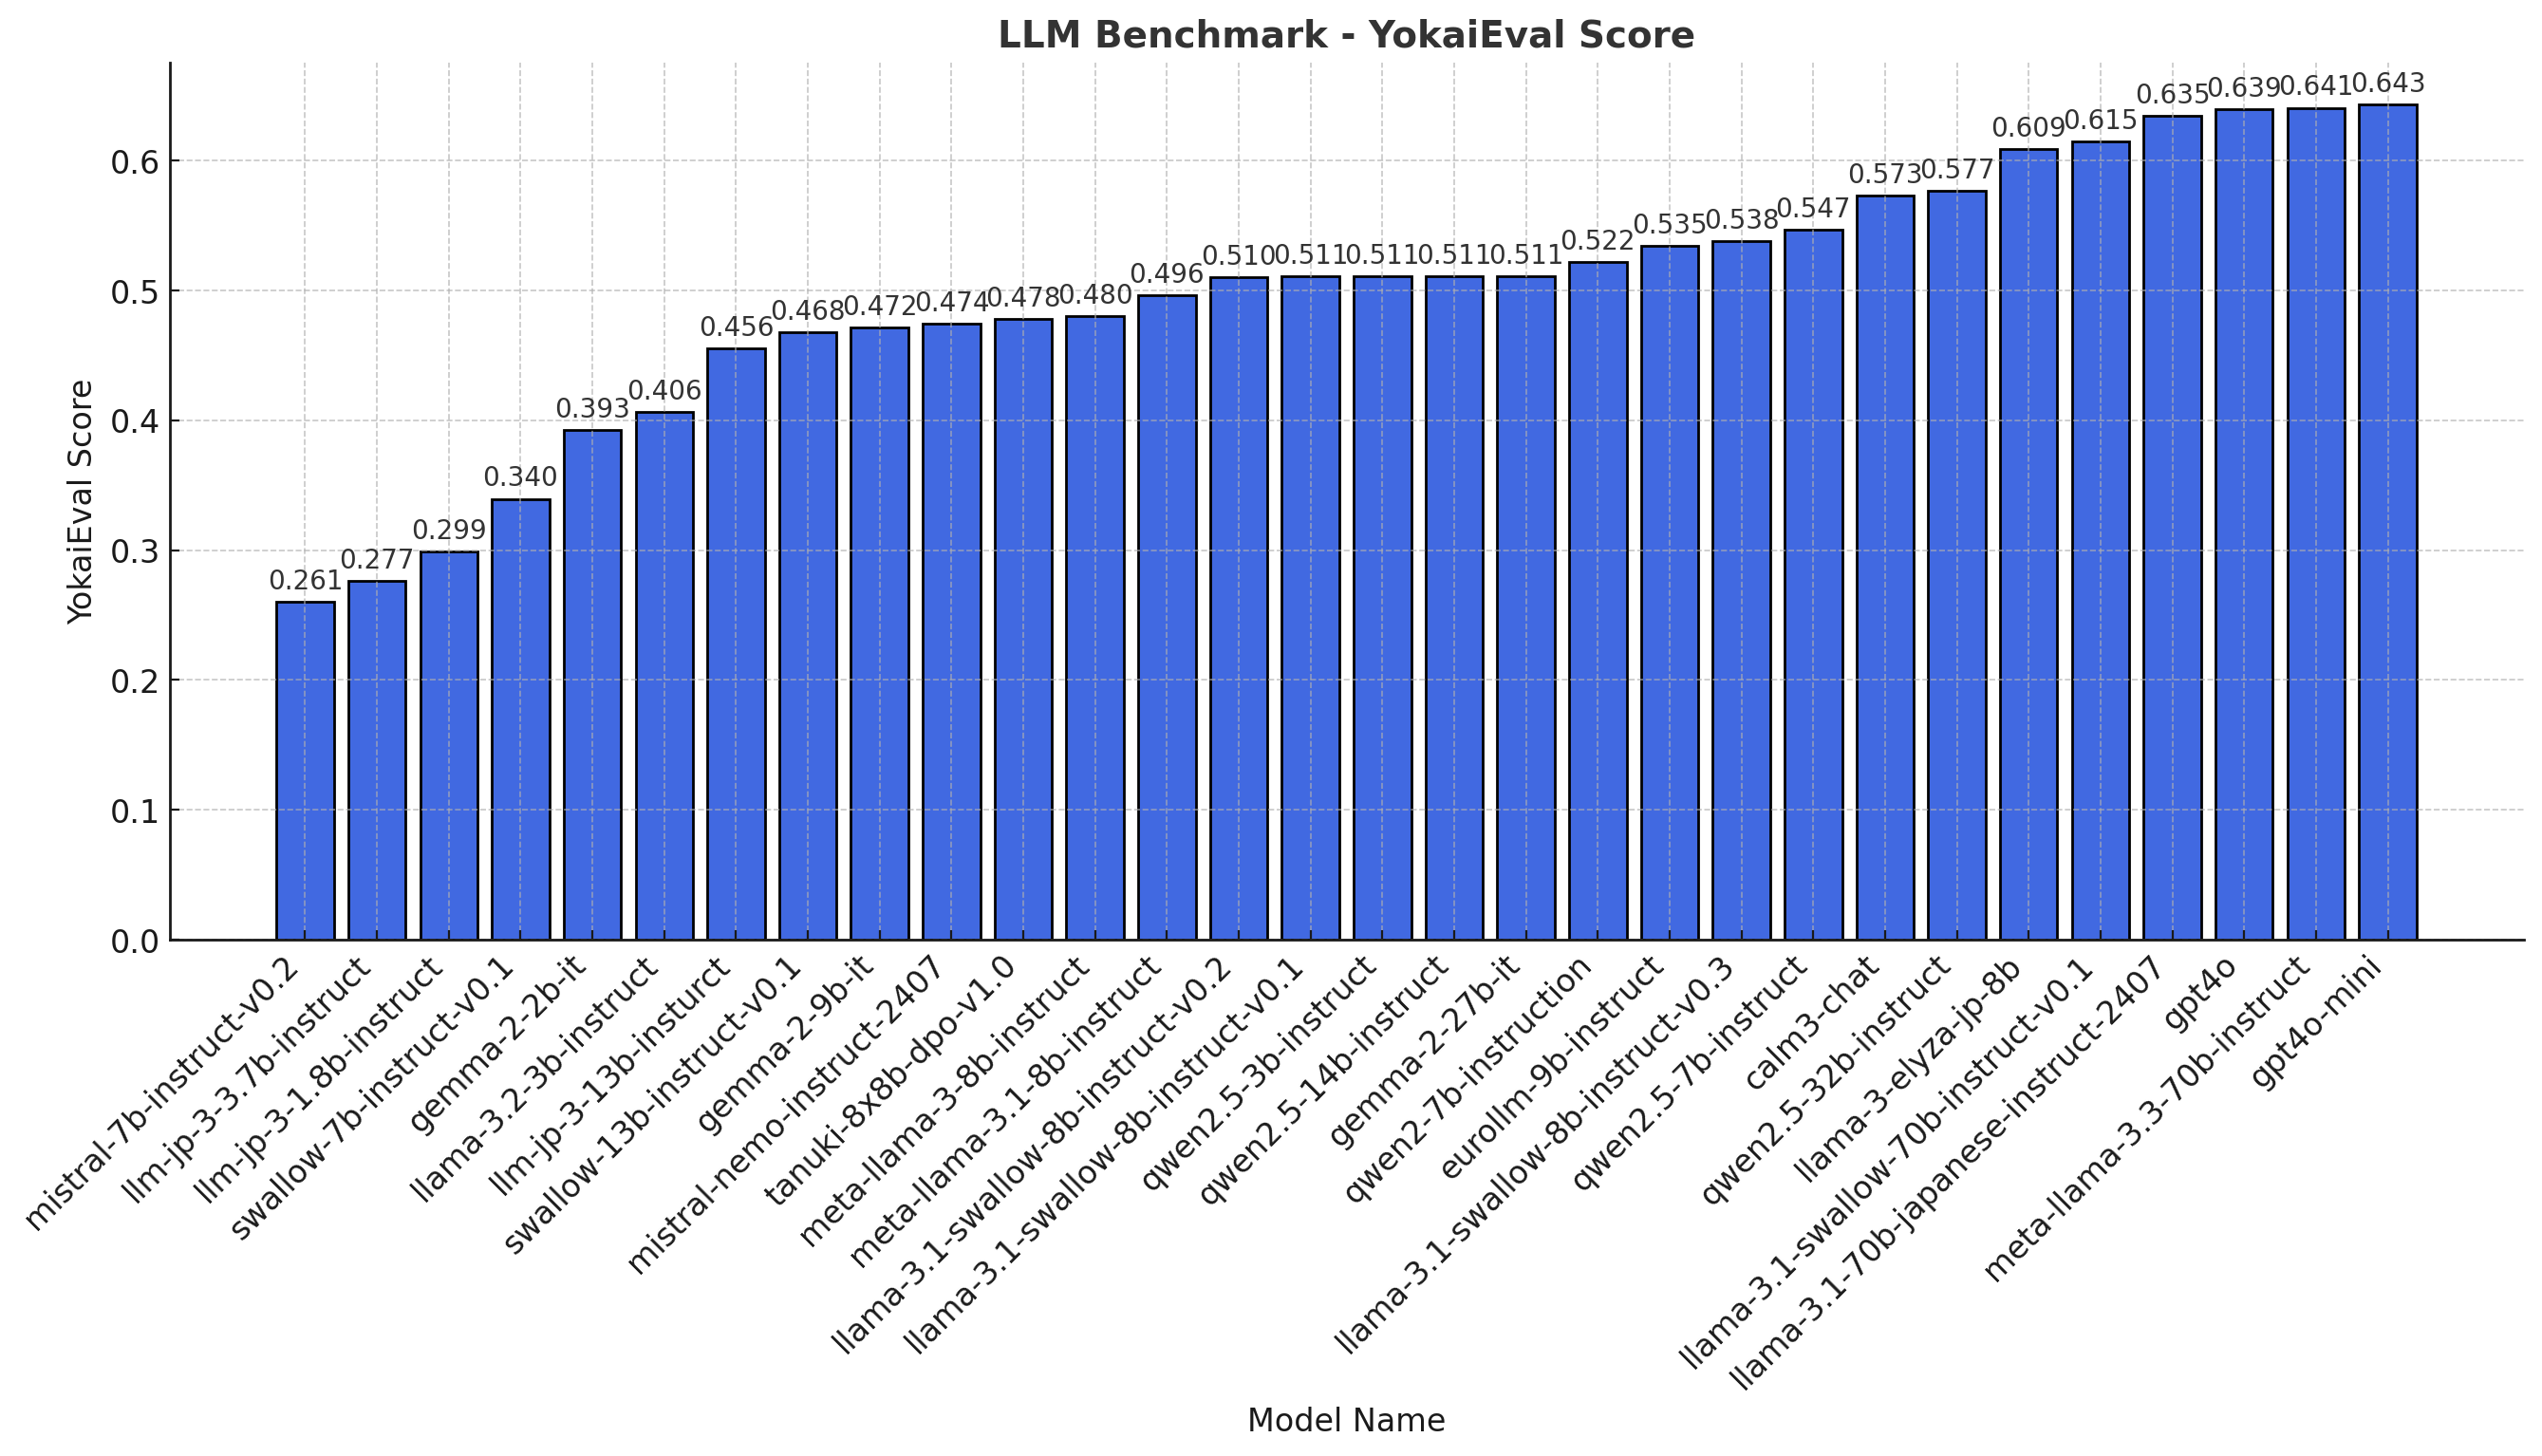 LLM Benchmark - YokaiEval Score
YokaiEval Score
0.6
0.5
0.4
0.3
0.2
0.1
0.0
0.261
0.277
0.299
0.340
0.393
0.406
0.456
0.468
0.472
0.474
0.478
0.480
0.496
0.510
0.511
0.511
0.511
0.511
0.522
0.535
0.538
0.547
0.573
0.577
0.609
0.615
0.635
0.639
0.641
0.643
mistral-7b-instruct-v0.2
llm-jp-3-3.7b-instruct
llm-jp-3-1.8b-instruct
swallow-7b-instruct-v0.1
gemma-2-2b-it
llama-3.2-3b-instruct
llm-jp-3-13b-insturct
swallow-13b-instruct-v0.1
gemma-2-9b-it
mistral-nemo-instruct-2407
tanuki-8x8b-dpo-v1.0
meta-llama-3-8b-instruct
meta-llama-3.1-8b-instruct
llama-3.1-swallow-8b-instruct-v0.2
llama-3.1-swallow-8b-instruct-v0.1
qwen2.5-3b-instruct
qwen2.5-14b-instruct
gemma-2-27b-it
qwen2-7b-instruction
eurollm-9b-instruct
llama-3.1-swallow-8b-instruct-v0.3
qwen2.5-7b-instruct
calm3-chat
qwen2.5-32b-instruct
llama-3-elyza-jp-8b
llama-3.1-swallow-70b-instruct-v0.1
llama-3.1-70b-japanese-instruct-2407
gpt4o
meta-llama-3.3-70b-instruct
gpt4o-mini
Model Name